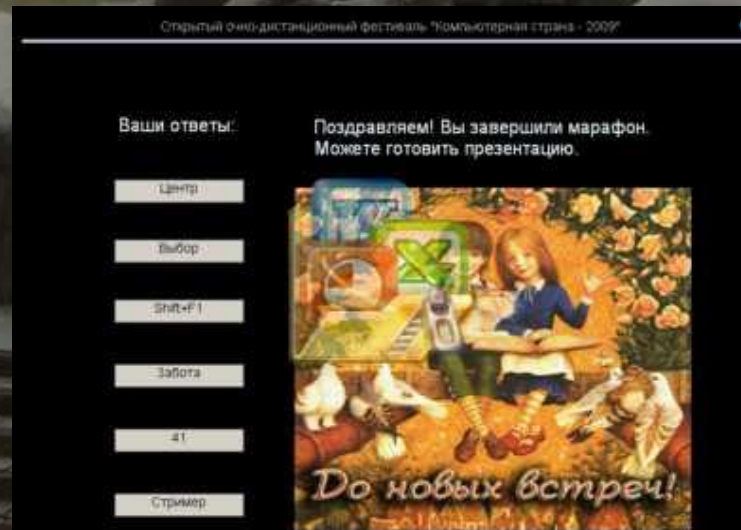 Открытый очно-дистанционный фестиваль "Компьютерная страна - 2009"
Ваши ответы:
Поздравляем! Вы завершили марафон.
Можете готовить презентацию.
Центр
Выбор
Shift+F1
Забота
41
Стример
До новых встреч!